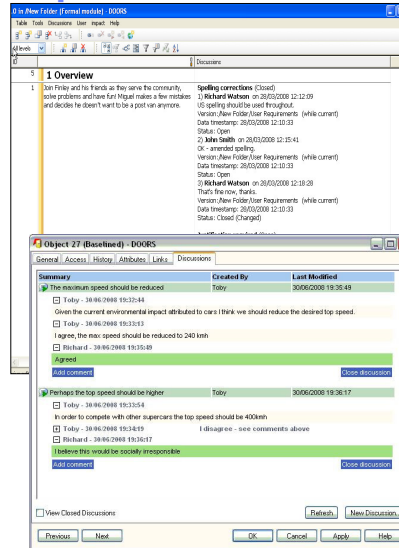 0 in /New Folder (Formal module) - DOORS
Table Tools Discussions User Impact Help
All levels
ID
Discussions
5 1 Overview
1 Join Finley and his friends as they serve the community,
solve problems and have fun! Miguel makes a few mistakes
and decides he doesn't want to be a post van anymore.
Spelling corrections (Closed)
1) Richard Watson on 28/03/2012 12:12:09
US spelling should be used throughout.
Version:/New Folder/User Requirements (while current)
Data timestamp: 28/03/2012 12:10:33
Status: Open
2) John Smith on 28/03/2012 12:15:41
OK - amended spelling.
Version:/New Folder/User Requirements (while current)
Data timestamp: 28/03/2012 12:10:33
Status: Open
3) Richard Watson on 28/03/2012 12:18:28
That's fine now, thanks.
Version:/New Folder/User Requirements (while current)
Data timestamp: 28/03/2012 12:10:33
Status: Closed (Changed)
Object 27 (Baselined) - DOORS
General Access History Attributes Links Discussions
Summary Created By Last Modified
The maximum speed should be reduced Toby 30/06/2008 19:35:49
Toby - 30/06/2008 19:32:44
Given the current environmental impact attributed to cars I think we should reduce the desired top speed.
Toby - 30/06/2008 19:33:13
I agree, the max speed should be reduced to 240 kmh
Richard - 30/06/2008 19:35:49
Agreed
Add comment Close discussion
Perhaps the top speed should be higher Toby 30/06/2008 19:36:17
Toby - 30/06/2008 19:33:54
In order to compete with other supercars the top speed should be 400kmh
Toby - 30/06/2008 19:34:19 I disagree - see comments above
Richard - 30/06/2008 19:36:17
I believe this would be socially irresponsible
Add comment Close discussion
View Closed Discussions Refresh New Discussion...
Previous Next OK Cancel Apply Help